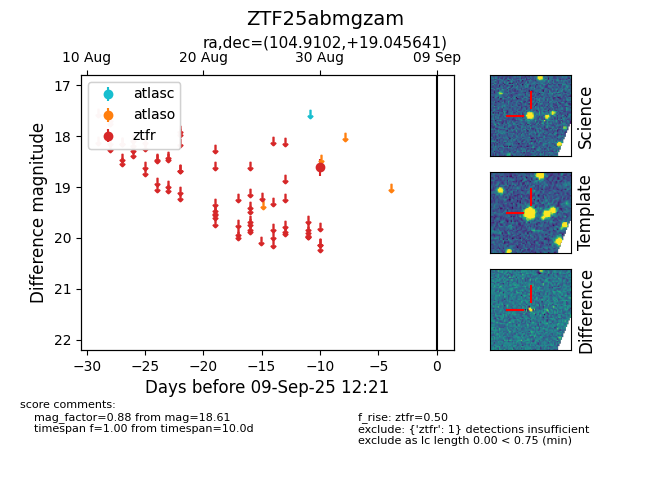 ZTF25abmgzam
ra,dec=(104.9102,+19.045641)
10 Aug 20 Aug 30 Aug 09 Sep
17
18
19
20
21
22
Difference magnitude
atlasc
atlaso
ztfr
−30 −25 −20 −15 −10 −5 0
Days before 09-Sep-25 12:21
Science
Template
Difference
score comments:
mag_factor=0.88 from mag=18.61
timespan f=1.00 from timespan=10.0d
f_rise: ztfr=0.50
exclude: {'ztfr': 1} detections insufficient
exclude as lc length 0.00 < 0.75 (min)